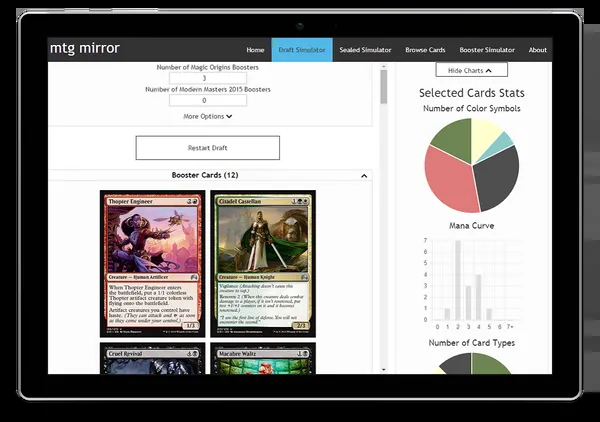 mtg mirror
Home Draft Simulator Sealed Simulator Browse Cards Booster Simulator About
Number of Magic Origins Boosters
3
Number of Modern Masters 2015 Boosters
0
More Options
Restart Draft
Booster Cards (12)
Thopter Engineer
2
Creature — Human Artificer
When Thopter Engineer enters
the battlefield, put a 1/1 colorless
Thopter artifact creature token with
flying onto the battlefield.
Artifact creatures you control have
haste. (They can attack and as soon
as they come under your control.)
1/3
Citadel Castellan
1
Creature — Human Knight
Vigilance (Attacking doesn't cause
this creature to tap.)
Renown 2 (When this creature deals combat
damage to a player, if it isn't renowned, put
two +1/+1 counters on it and it becomes
renowned.)
"I am the first line of defense. You will not
encounter the second."
2/3
Cruel Revival
4
Macabre Waltz
1
Hide Charts
Selected Cards Stats
Number of Color Symbols
Mana Curve
7
6
5
4
3
2
1
0
0 1 2 3 4 5 6 7+
Number of Card Types